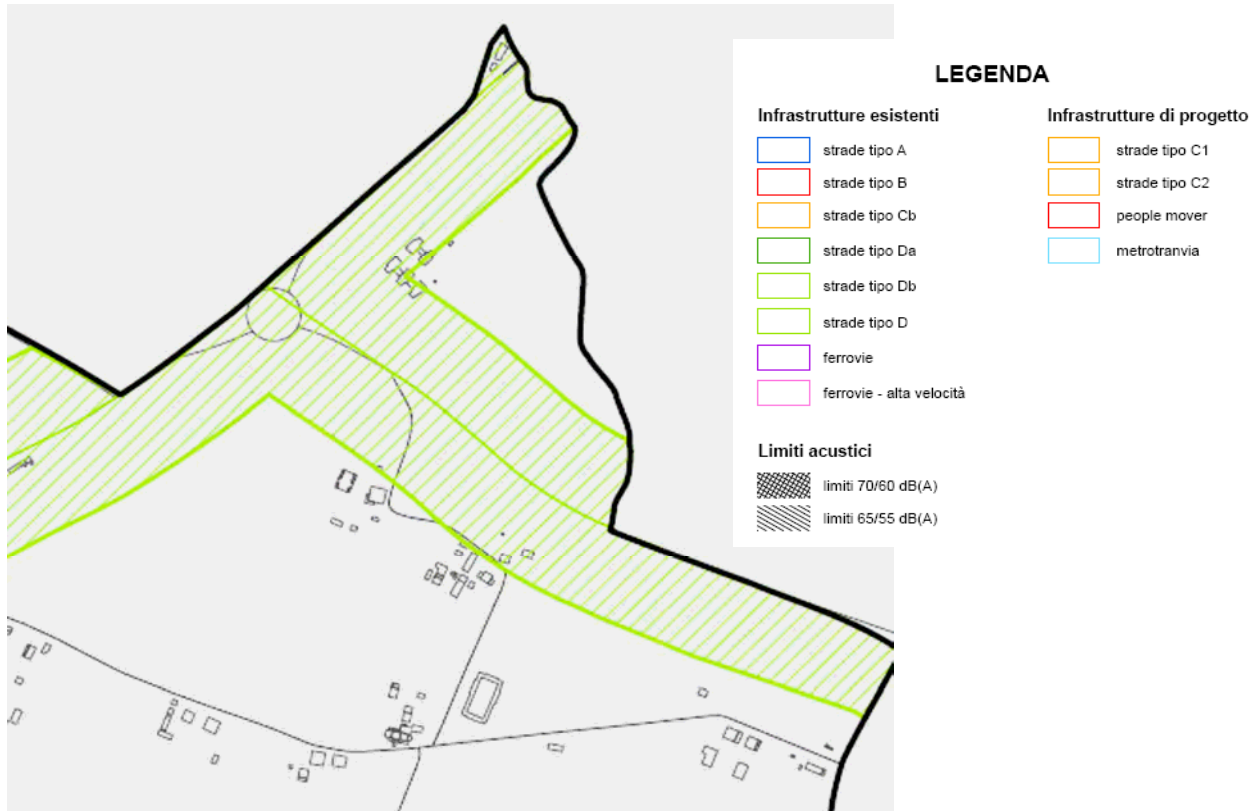 LEGENDA
Infrastrutture esistenti
strade tipo A
strade tipo B
strade tipo Cb
strade tipo Da
strade tipo Db
strade tipo D
ferrovie
ferrovie - alta velocità
Infrastrutture di progetto
strade tipo C1
strade tipo C2
people mover
metrotranvia
Limiti acustici
limiti 70/60 dB(A)
limiti 65/55 dB(A)